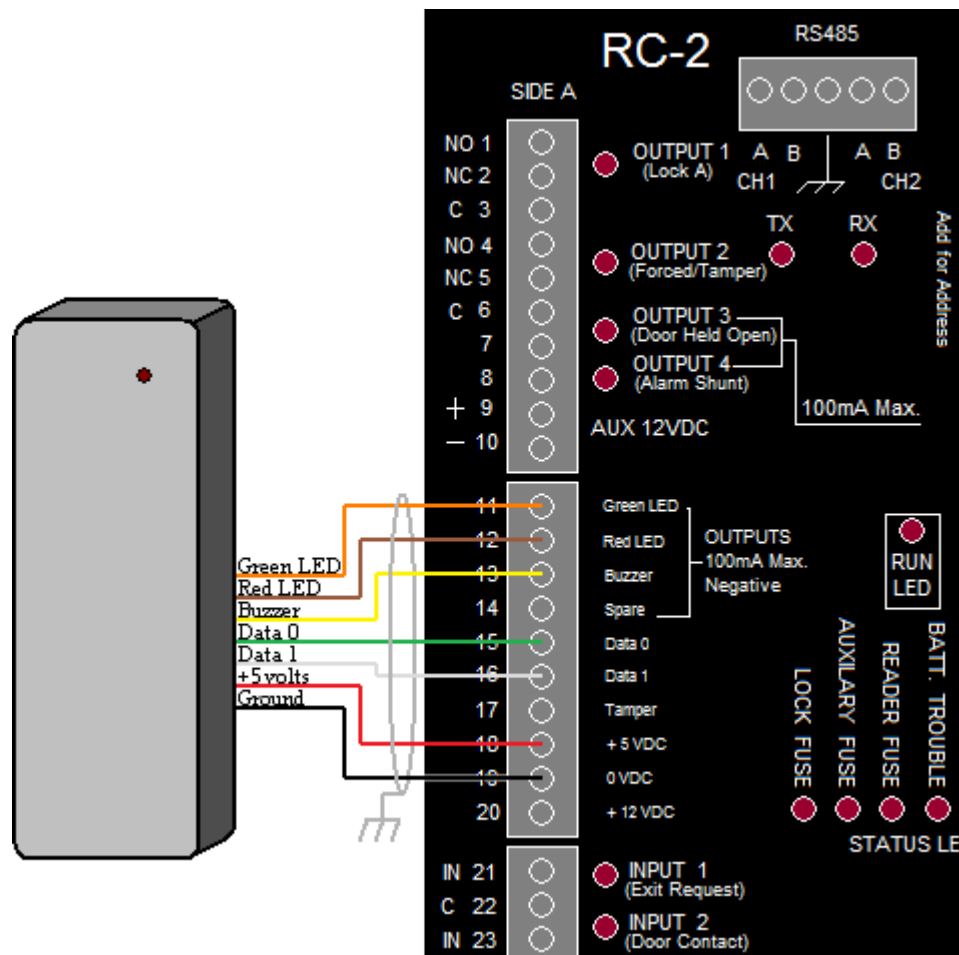 RC-2
RS485
SIDE A
A B A B
CH1 CH2
TX RX
Add for Address
NO 1
NC 2
C 3
NO 4
NC 5
C 6
7
8
+ 9
− 10
OUTPUT 1
(Lock A)
OUTPUT 2
(Forced/Tamper)
OUTPUT 3
(Door Held Open)
OUTPUT 4
(Alarm Shunt)
100mA Max.
AUX 12VDC
Green LED
Red LED
Buzzer
Data 0
Data 1
+5 volts
Ground
11 Green LED
12 Red LED
13 Buzzer
14 Spare
15 Data 0
16 Data 1
17 Tamper
18 + 5 VDC
19 0 VDC
20 + 12 VDC
OUTPUTS
100mA Max.
Negative
RUN
LED
LOCK FUSE
AUXILARY FUSE
READER FUSE
BATT. TROUBLE
STATUS LE
IN 21
C 22
IN 23
INPUT 1
(Exit Request)
INPUT 2
(Door Contact)